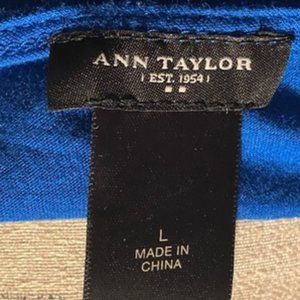 ANN TAYLOR
EST. 1954
L
MADE IN
CHINA